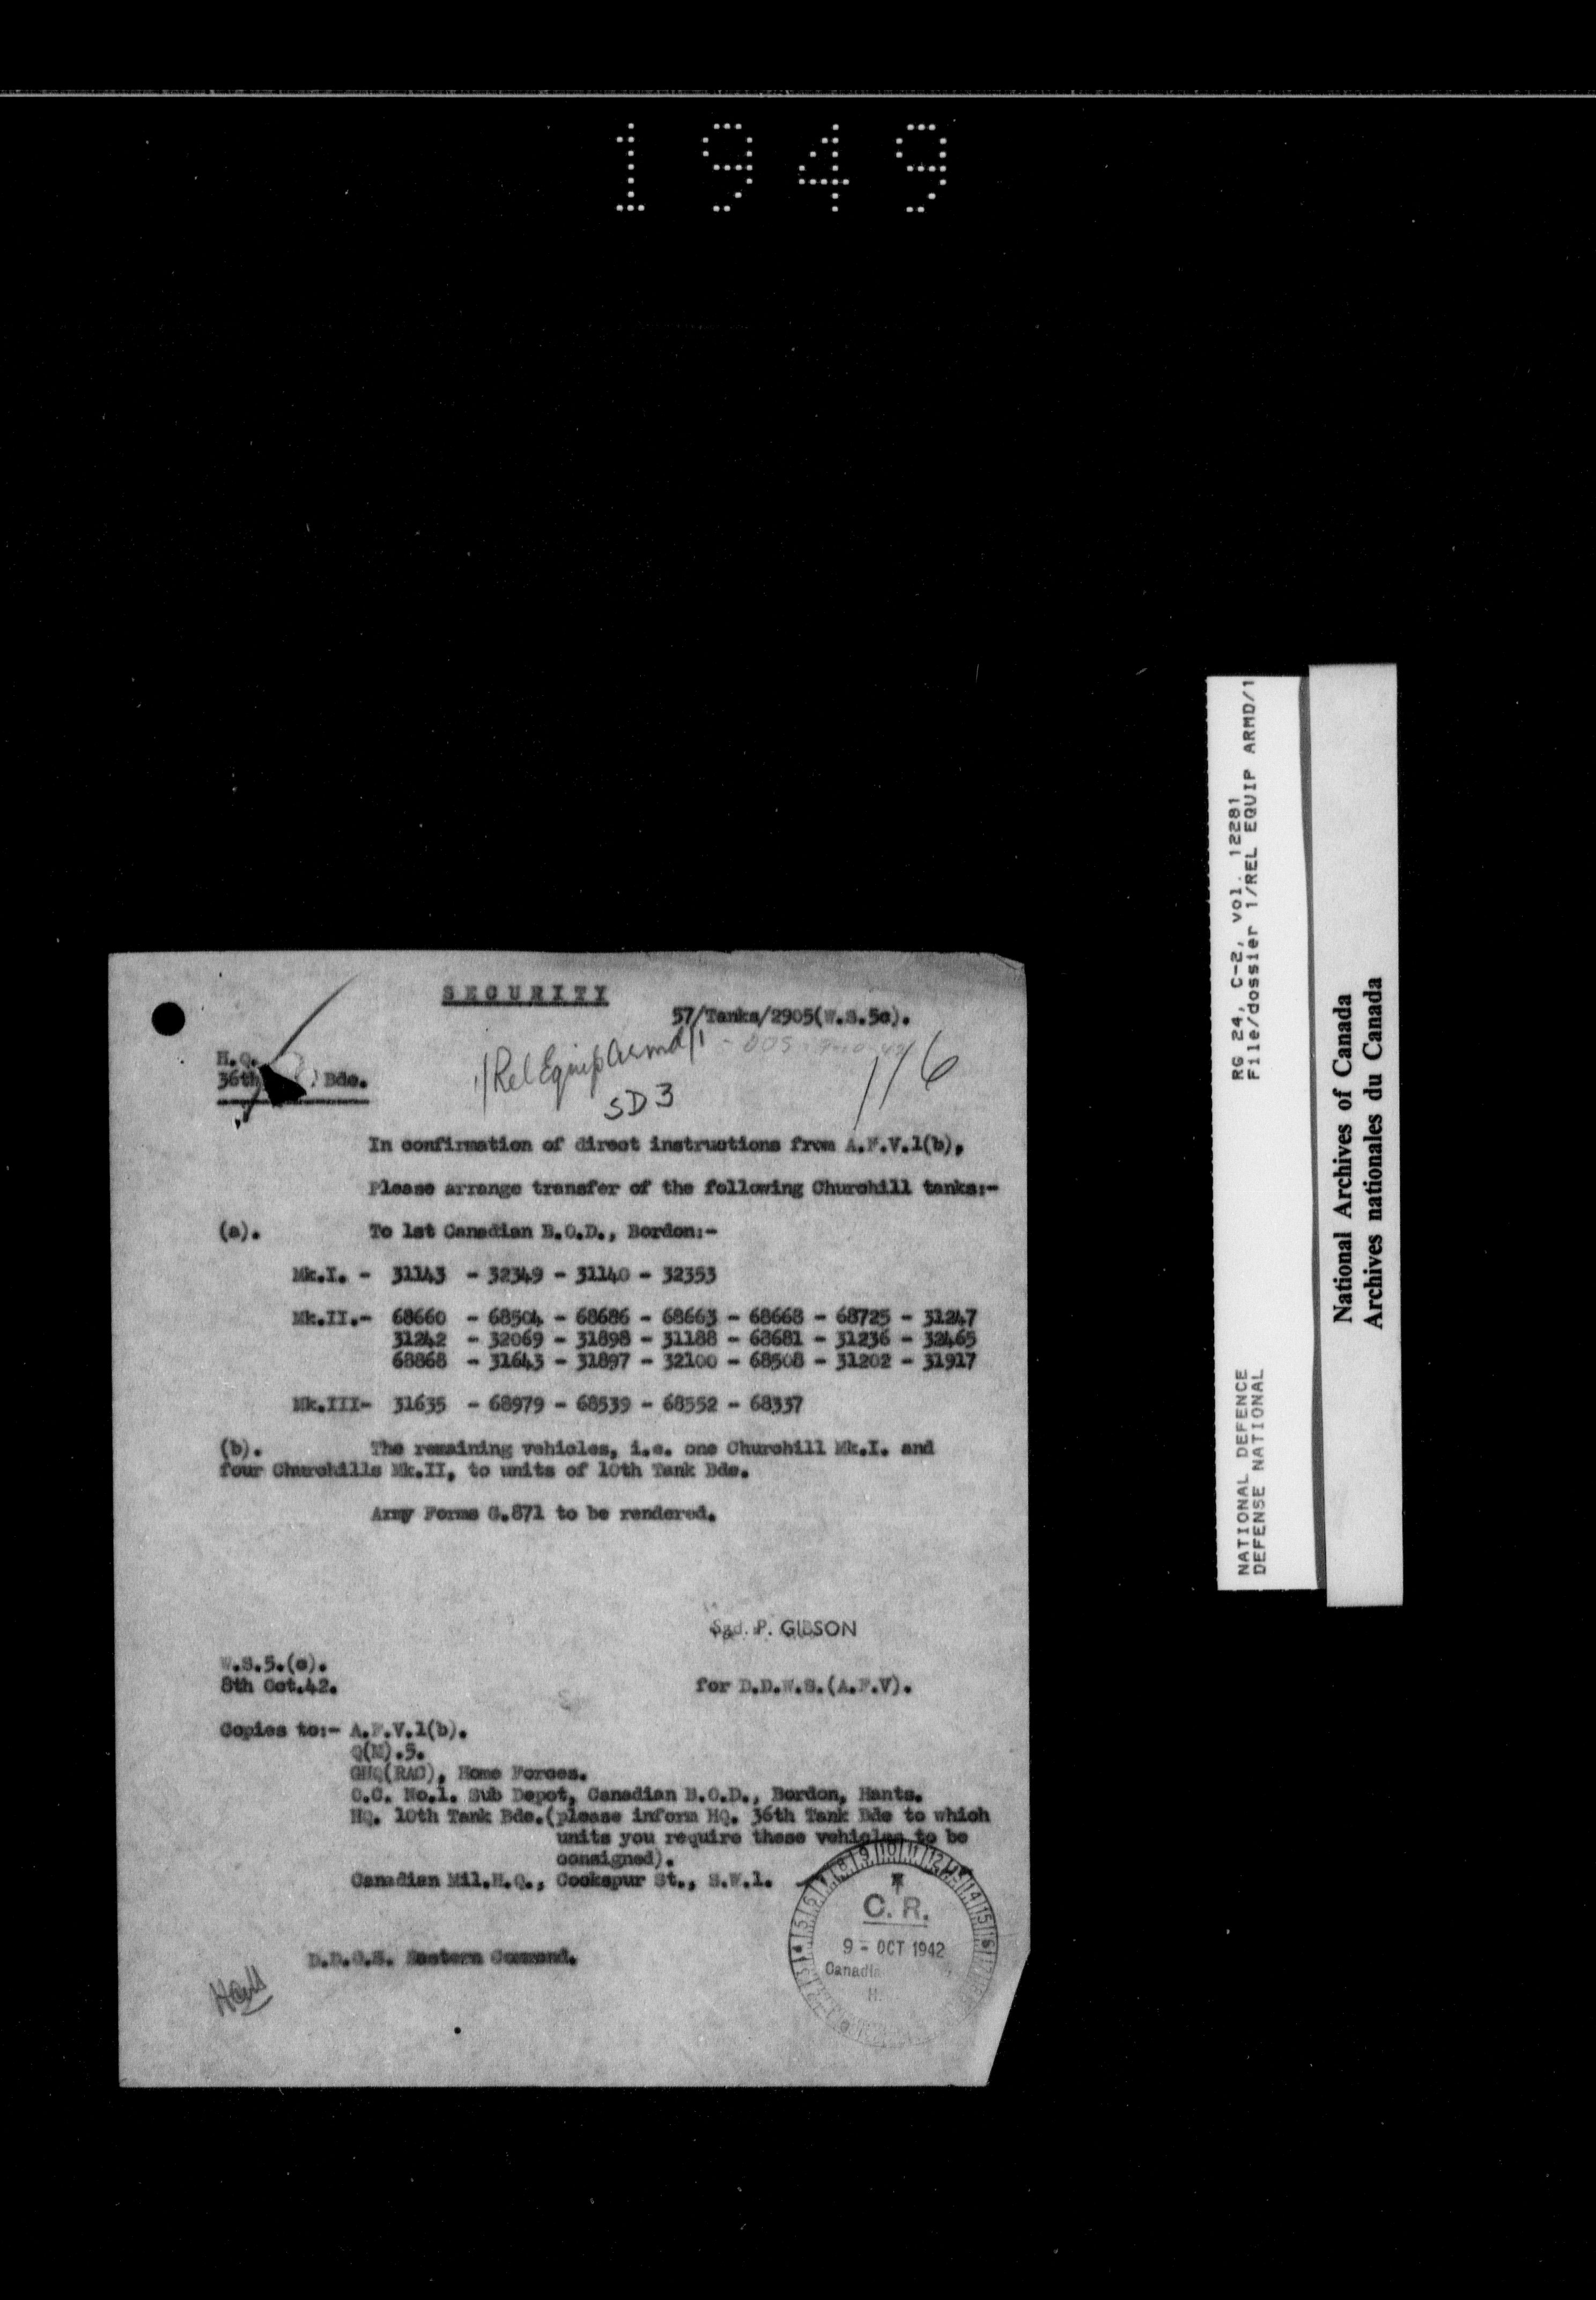 1949
SECURITY
57/Tanks/2905(W.S.5c).
H.Q.
36th Bde.
1/Rel Equip Armd/1
116
SD3
In confirmation of direct instructions from A.F.V.1(b),
Please arrange transfer of the following Churchill tanks:-
(a). To 1st Canadian B.O.D., Bordon:-
Mk.I. - 31143 - 32349 - 31140 - 32353
Mk.II.- 68660 - 68504 - 68686 - 68663 - 68668 - 68725 - 31247
31242 - 32069 - 31898 - 31188 - 68681 - 31236 - 32465
68868 - 31643 - 31897 - 32100 - 68508 - 31202 - 31917
Mk.III- 31635 - 68979 - 68539 - 68552 - 68337
(b). The remaining vehicles, i.e. one Churchill Mk.I. and
four Churchills Mk.II, to units of 10th Tank Bde.
Army Forms G.871 to be rendered.
Sgd. P. GIBSON
W.S.5.(c).
8th Oct.42.
for D.D.W.S.(A.F.V).
Copies to:- A.F.V.1(b).
Q(M).5.
GHQ(RAC), Home Forces.
O.C. No.1. Sub Depot, Canadian B.O.D., Bordon, Hants.
HQ. 10th Tank Bde.(please inform HQ. 36th Tank Bde to which
units you require these vehicles to be
consigned).
Canadian Mil.H.Q., Cockspur St., S.W.1.
C. R.
9 - OCT 1942
D.D.O.S. Eastern Command.
RG 24, C-2, vol. 12281
File/dossier 1/REL EQUIP ARMD/1
NATIONAL DEFENCE
DEFENSE NATIONAL
National Archives of Canada
Archives nationales du Canada